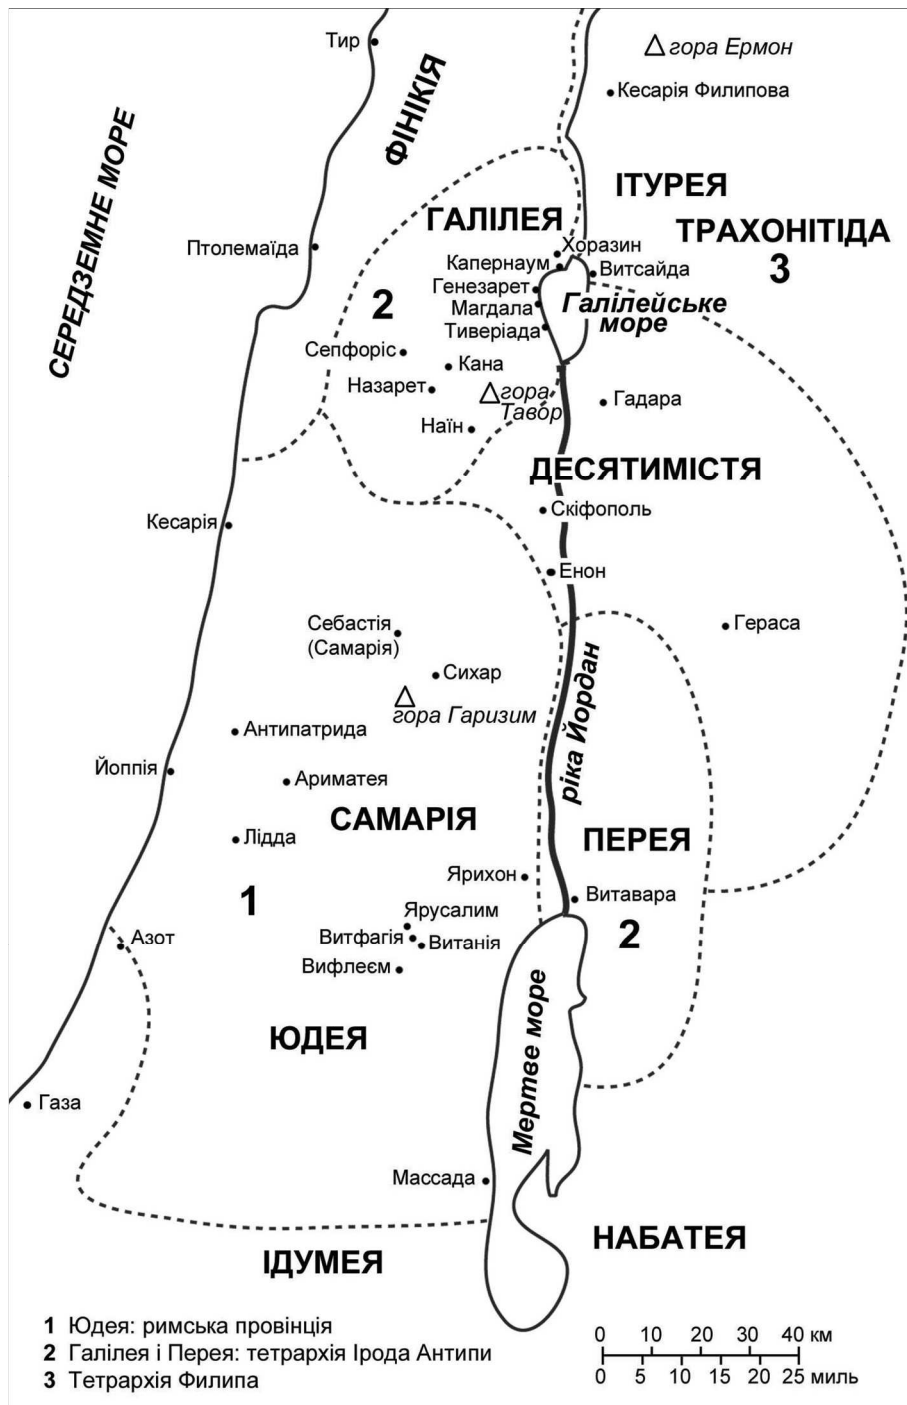 Тир
гора Ермон
Кесарія Филипова
ФІНІКІЯ
СЕРЕДЗЕМНЕ МОРЕ
ІТУРЕЯ
ГАЛІЛЕЯ
ТРАХОНІТІДА
3
Птолемаїда
Хоразин
Капернаум
Витсайда
Генезарет
2
Магдала
Галілейське
море
Тиверіада
Сепфоріс
Кана
Назарет
гора
Тавор
Гадара
Наїн
ДЕСЯТИМІСТЯ
Скіфополь
Кесарія
Енон
Себастія
(Самарія)
Гераса
Сихар
гора Гаризим
ріка Йордан
Антипатрида
Йоппія
Ариматея
САМАРІЯ
Лідда
ПЕРЕЯ
Ярихон
Витавара
1
Ярусалим
2
Азот
Витфагія
Витанія
Вифлеєм
ЮДЕЯ
Мертве море
Газа
Массада
НАБАТЕЯ
ІДУМЕЯ
1 Юдея: римська провінція
2 Галілея і Перея: тетрархія Ірода Антипи
3 Тетрархія Филипа
0 10 20 30 40 км
0 5 10 15 20 25 миль